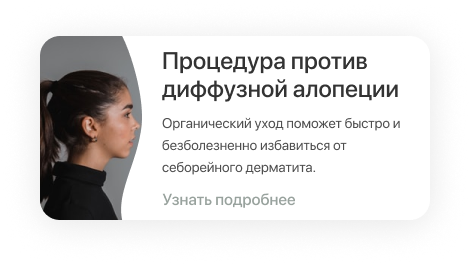 Процедура против
диффузной алопеции
Органический уход поможет быстро и
безболезненно избавиться от
себорейного дерматита.
Узнать подробнее